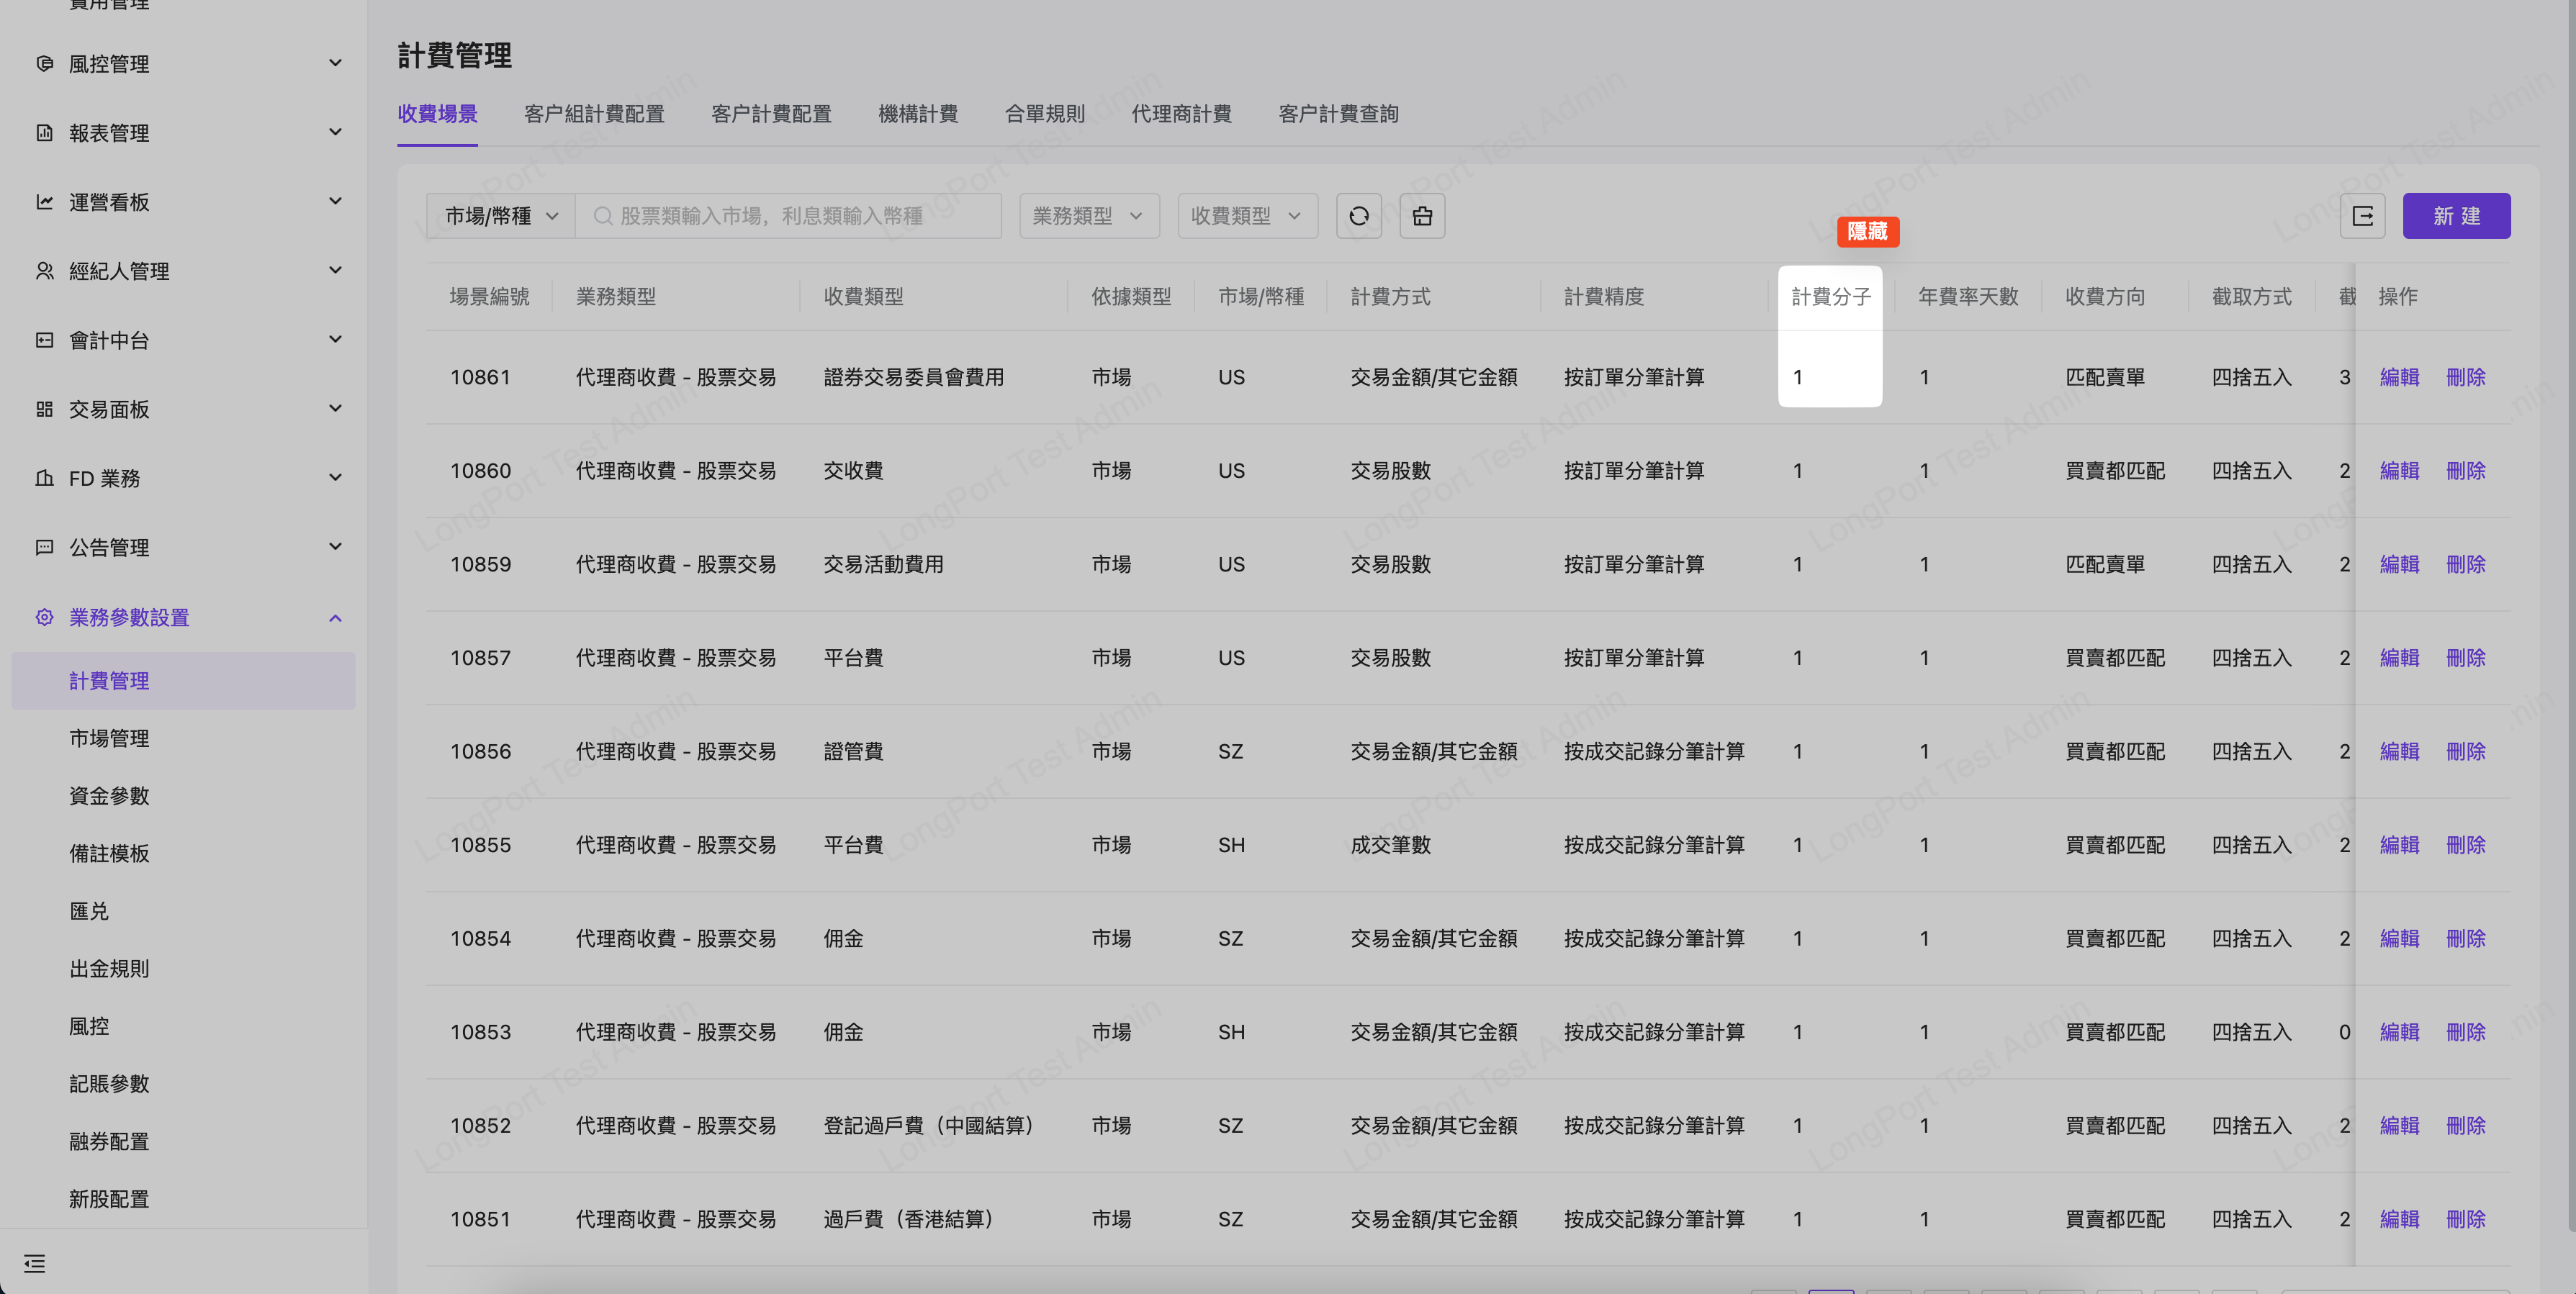 費用管理
風控管理
報表管理
運營看板
經紀人管理
會計中台
交易面板
FD 業務
公告管理
業務參數設置
計費管理
市場管理
資金參數
備註模板
匯兑
出金規則
風控
記賬參數
融券配置
新股配置
計費管理
收費場景 客户組計費配置 客户計費配置 機構計費 合單規則 代理商計費 客户計費查詢
市場/幣種 股票類輸入市場，利息類輸入幣種 業務類型 收費類型 新 建
隱藏
場景編號 業務類型 收費類型 依據類型 市場/幣種 計費方式 計費精度 計費分子 年費率天數 收費方向 截取方式 截 操作
10861 代理商收費 - 股票交易 證券交易委員會費用 市場 US 交易金額/其它金額 按訂單分筆計算 1 1 匹配賣單 四捨五入 3 編輯 刪除
10860 代理商收費 - 股票交易 交收費 市場 US 交易股數 按訂單分筆計算 1 1 買賣都匹配 四捨五入 2 編輯 刪除
10859 代理商收費 - 股票交易 交易活動費用 市場 US 交易股數 按訂單分筆計算 1 1 匹配賣單 四捨五入 2 編輯 刪除
10857 代理商收費 - 股票交易 平台費 市場 US 交易股數 按訂單分筆計算 1 1 買賣都匹配 四捨五入 2 編輯 刪除
10856 代理商收費 - 股票交易 證管費 市場 SZ 交易金額/其它金額 按成交記錄分筆計算 1 1 買賣都匹配 四捨五入 2 編輯 刪除
10855 代理商收費 - 股票交易 平台費 市場 SH 成交筆數 按成交記錄分筆計算 1 1 買賣都匹配 四捨五入 2 編輯 刪除
10854 代理商收費 - 股票交易 佣金 市場 SZ 交易金額/其它金額 按成交記錄分筆計算 1 1 買賣都匹配 四捨五入 2 編輯 刪除
10853 代理商收費 - 股票交易 佣金 市場 SH 交易金額/其它金額 按成交記錄分筆計算 1 1 買賣都匹配 四捨五入 0 編輯 刪除
10852 代理商收費 - 股票交易 登記過戶費（中國結算） 市場 SZ 交易金額/其它金額 按成交記錄分筆計算 1 1 買賣都匹配 四捨五入 2 編輯 刪除
10851 代理商收費 - 股票交易 過戶費（香港結算） 市場 SZ 交易金額/其它金額 按成交記錄分筆計算 1 1 買賣都匹配 四捨五入 2 編輯 刪除
LongPort Test Admin